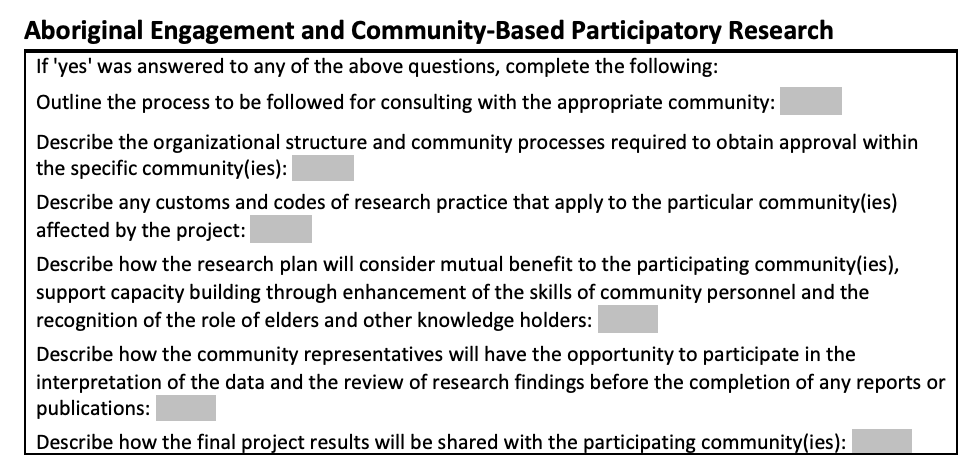 Aboriginal Engagement and Community-Based Participatory Research
If 'yes' was answered to any of the above questions, complete the following:
Outline the process to be followed for consulting with the appropriate community:
Describe the organizational structure and community processes required to obtain approval within
the specific community(ies):
Describe any customs and codes of research practice that apply to the particular community(ies)
affected by the project:
Describe how the research plan will consider mutual benefit to the participating community(ies),
support capacity building through enhancement of the skills of community personnel and the
recognition of the role of elders and other knowledge holders:
Describe how the community representatives will have the opportunity to participate in the
interpretation of the data and the review of research findings before the completion of any reports or
publications:
Describe how the final project results will be shared with the participating community(ies):